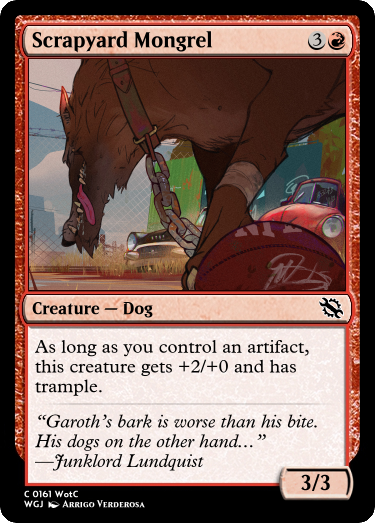 Scrapyard Mongrel
3
Creature — Dog
As long as you control an artifact,
this creature gets +2/+0 and has
trample.
“Garoth’s bark is worse than his bite.
His dogs on the other hand…”
—Junklord Lundquist
3/3
C 0161 WotC
WGJ Arrigo Verderosa